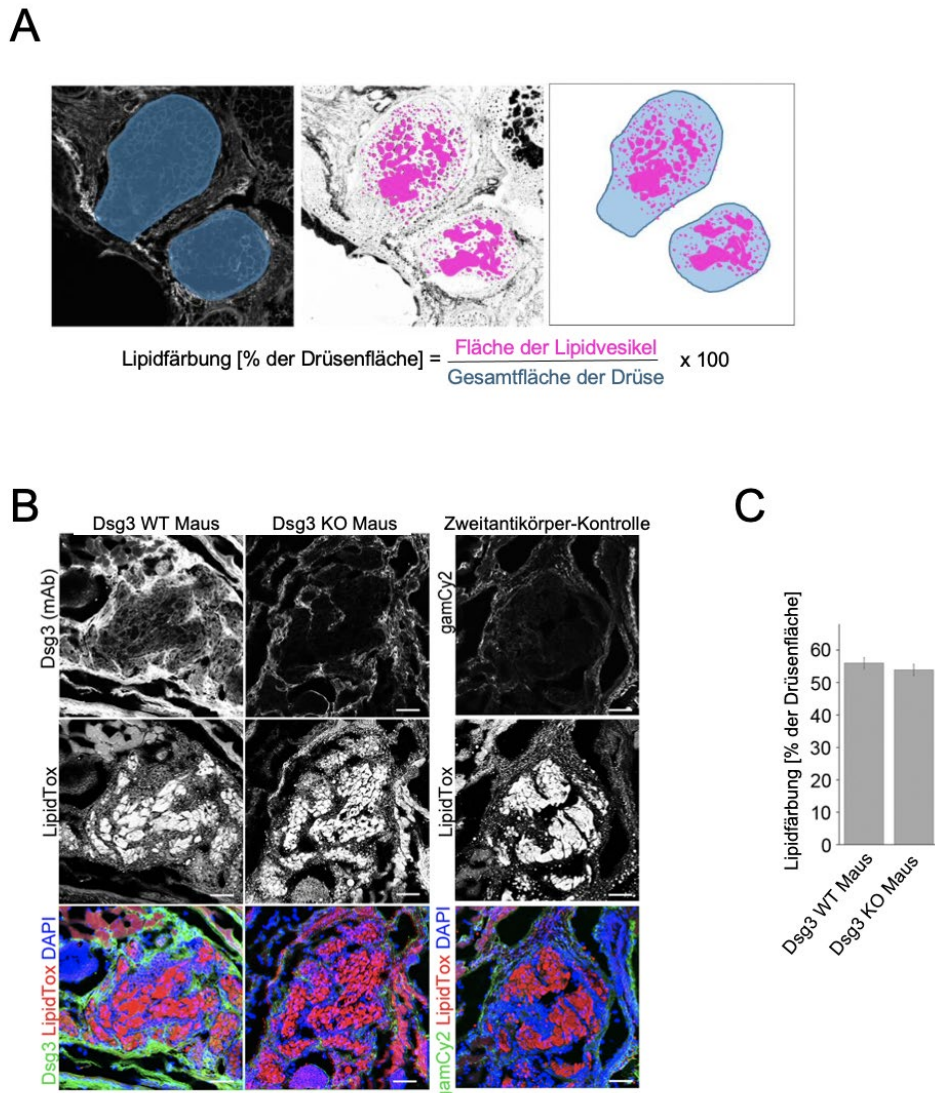 A
Lipidfärbung [% der Drüsenfläche] = Fläche der Lipidvesikel
Gesamtfläche der Drüse
x 100
B
Dsg3 WT Maus
Dsg3 KO Maus
Zweitantikörper-Kontrolle
Dsg3 (mAb)
gamCy2
LipidTox
LipidTox
Dsg3 LipidTox DAPI
gamCy2 LipidTox DAPI
C
Lipidfärbung [% der Drüsenfläche]
60
50
40
30
20
10
0
Dsg3 WT Maus
Dsg3 KO Maus